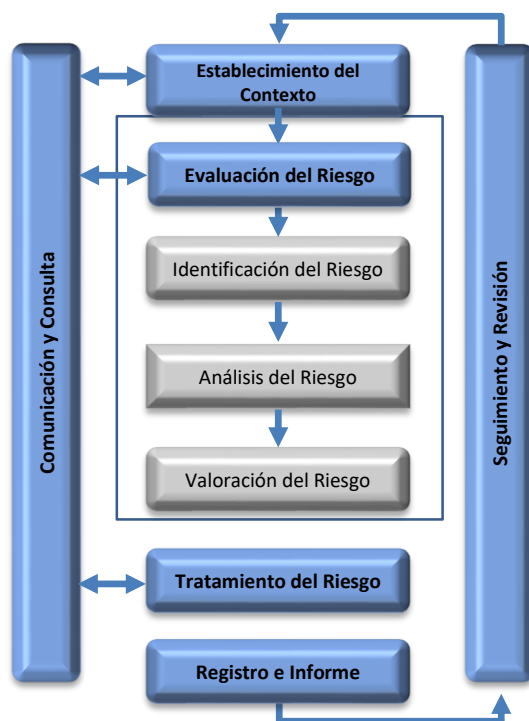 Establecimiento del
Contexto
Evaluación del Riesgo
Identificación del Riesgo
Análisis del Riesgo
Valoración del Riesgo
Tratamiento del Riesgo
Registro e Informe
Comunicación y Consulta
Seguimiento y Revisión